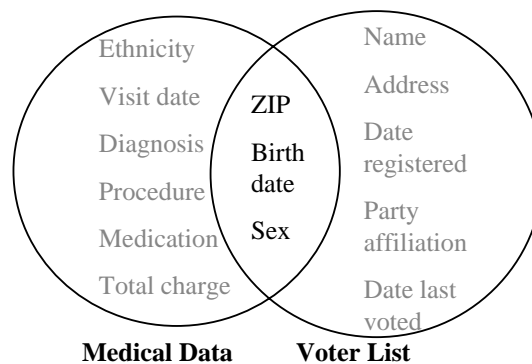 Ethnicity
Visit date
Diagnosis
Procedure
Medication
Total charge
ZIP
Birth
date
Sex
Name
Address
Date
registered
Party
affiliation
Date last
voted
Medical Data
Voter List